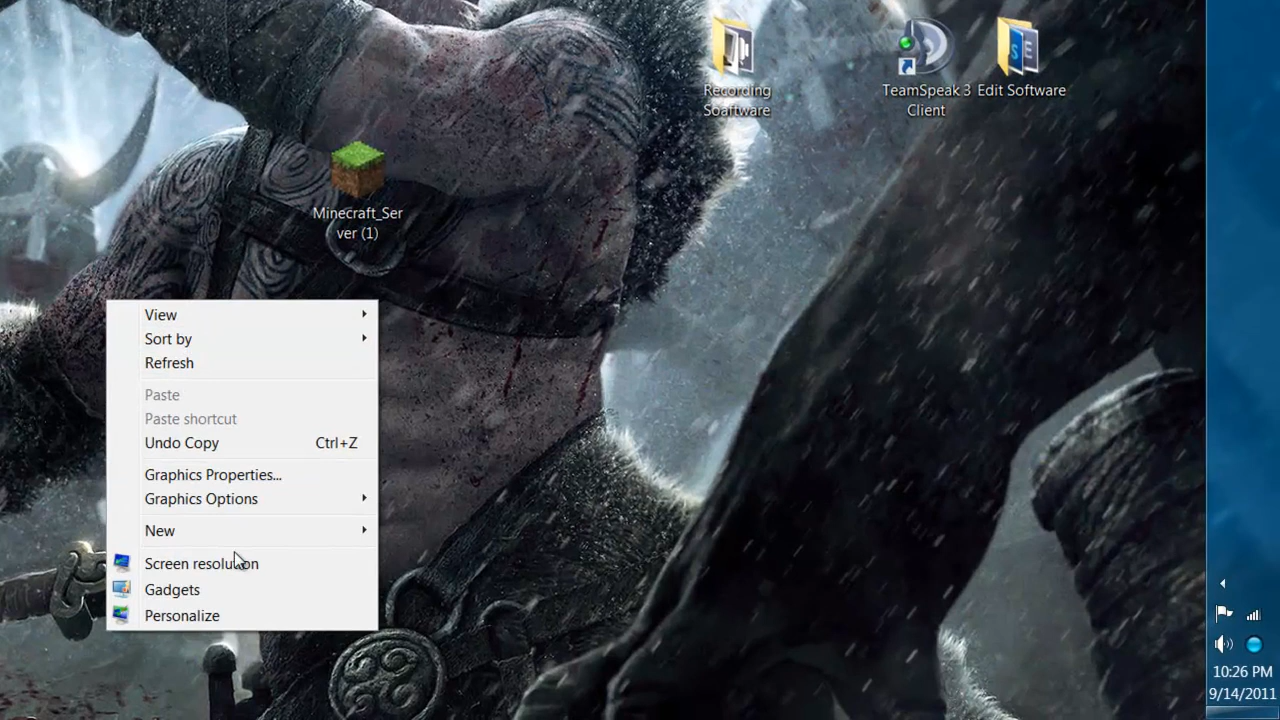 Recording
Soaftware
TeamSpeak 3
Client
Edit Software
Minecraft_Ser
ver (1)
View
Sort by
Refresh
Paste
Paste shortcut
Undo Copy Ctrl+Z
Graphics Properties...
Graphics Options
New
Screen resolution
Gadgets
Personalize
10:26 PM
9/14/2011